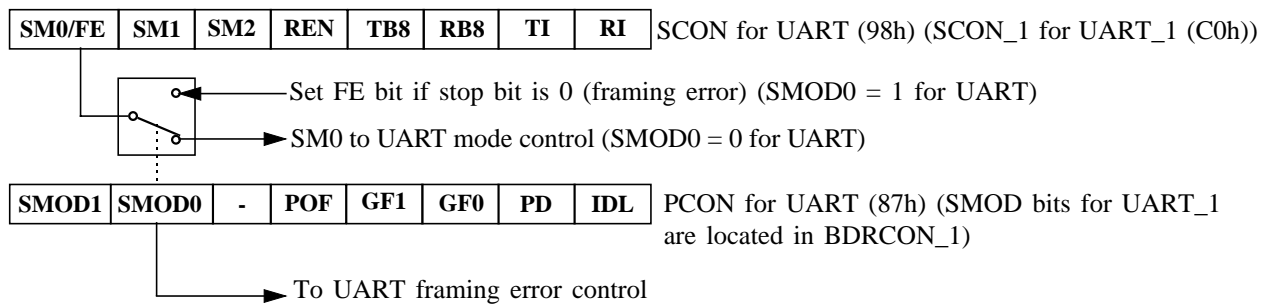 SM0/FE SM1 SM2 REN TB8 RB8 TI RI SCON for UART (98h) (SCON_1 for UART_1 (C0h))
Set FE bit if stop bit is 0 (framing error) (SMOD0 = 1 for UART)
SM0 to UART mode control (SMOD0 = 0 for UART)
SMOD1 SMOD0 - POF GF1 GF0 PD IDL PCON for UART (87h) (SMOD bits for UART_1
are located in BDRCON_1)
To UART framing error control